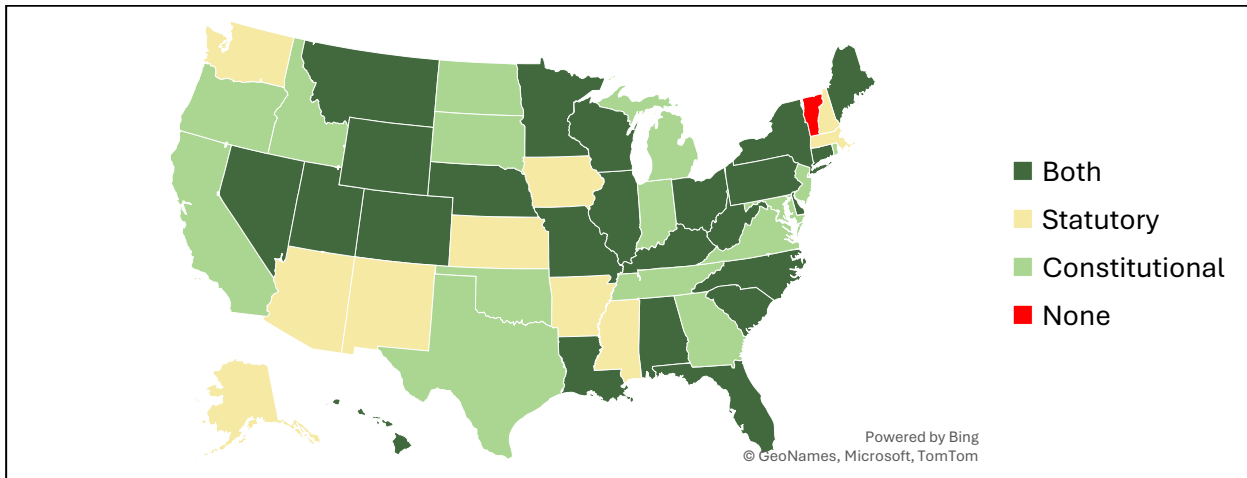 Both
Statutory
Constitutional
None
Powered by Bing
© GeoNames, Microsoft, TomTom